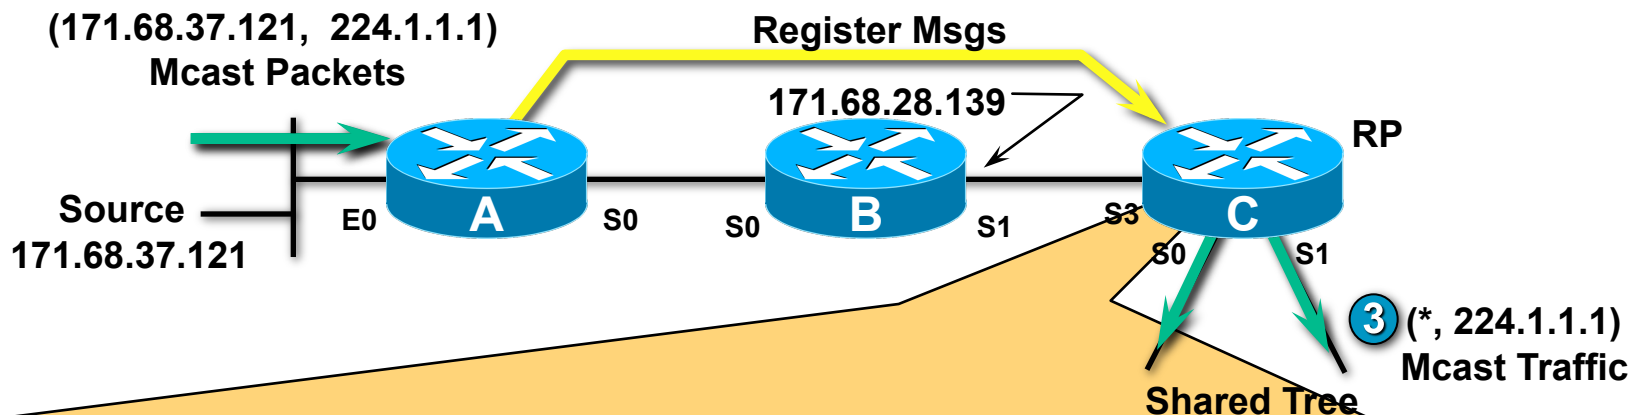 (171.68.37.121, 224.1.1.1)
Mcast Packets
Register Msgs
171.68.28.139
RP
Source
171.68.37.121
E0
A
S0
S0
B
S1
S3
C
S0
S1
3 (*, 224.1.1.1)
Mcast Traffic
Shared Tree